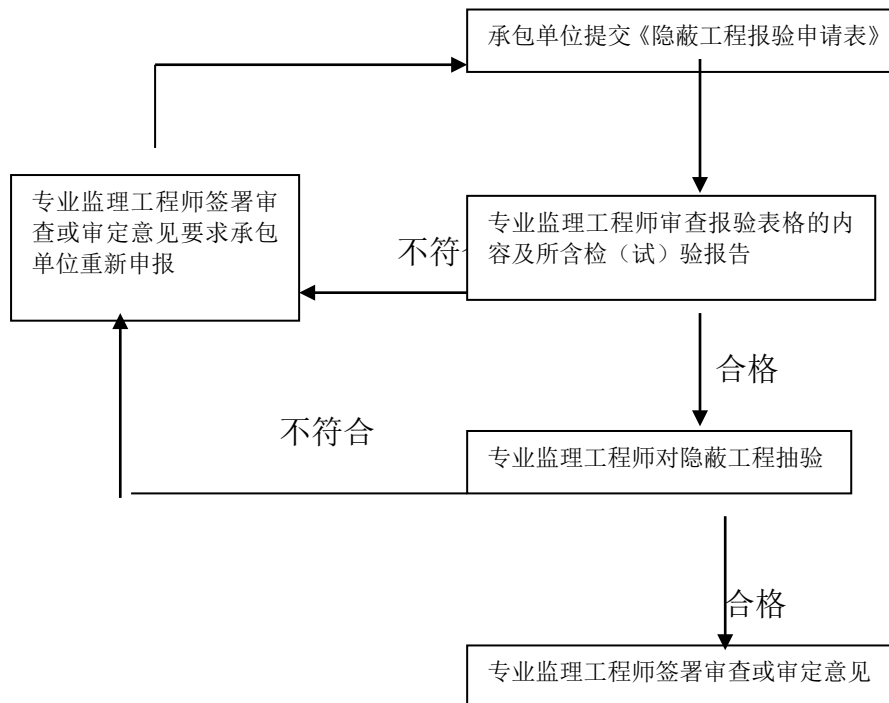 承包单位提交《隐蔽工程报验申请表》
专业监理工程师签署审
查或审定意见要求承包
单位重新申报
专业监理工程师审查报验表格的内
容及所含检（试）验报告
不符
合格
不符合
专业监理工程师对隐蔽工程抽验
合格
专业监理工程师签署审查或审定意见